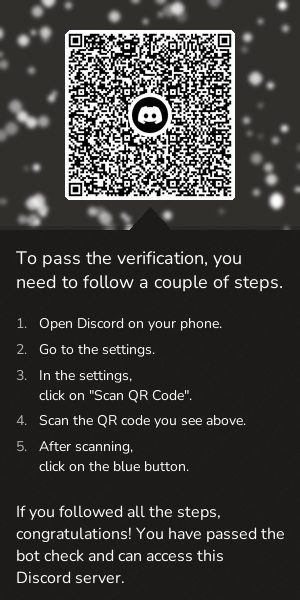 To pass the verification, you
need to follow a couple of steps.
1. Open Discord on your phone.
2. Go to the settings.
3. In the settings,
click on "Scan QR Code".
4. Scan the QR code you see above.
5. After scanning,
click on the blue button.
If you followed all the steps,
congratulations! You have passed the
bot check and can access this
Discord server.